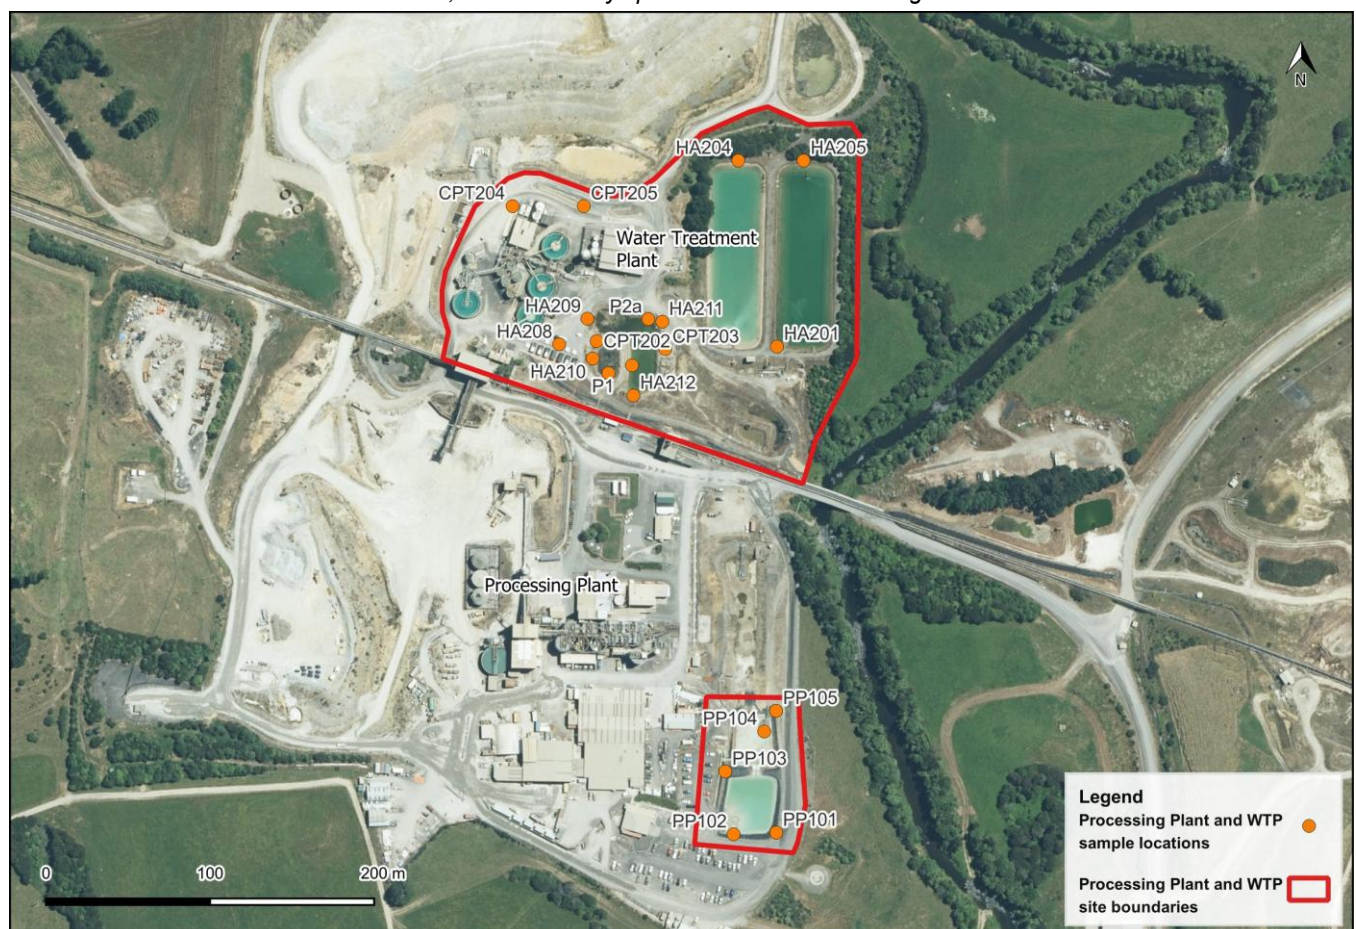 N
HA204
HA205
CPT204
CPT205
Water Treatment
Plant
HA209
P2a
HA211
HA208
CPT202
CPT203
HA201
HA210
P1
HA212
Processing Plant
PP105
PP104
PP103
PP102
PP101
0
100
200 m
Legend
Processing Plant and WTP
sample locations
Processing Plant and WTP
site boundaries